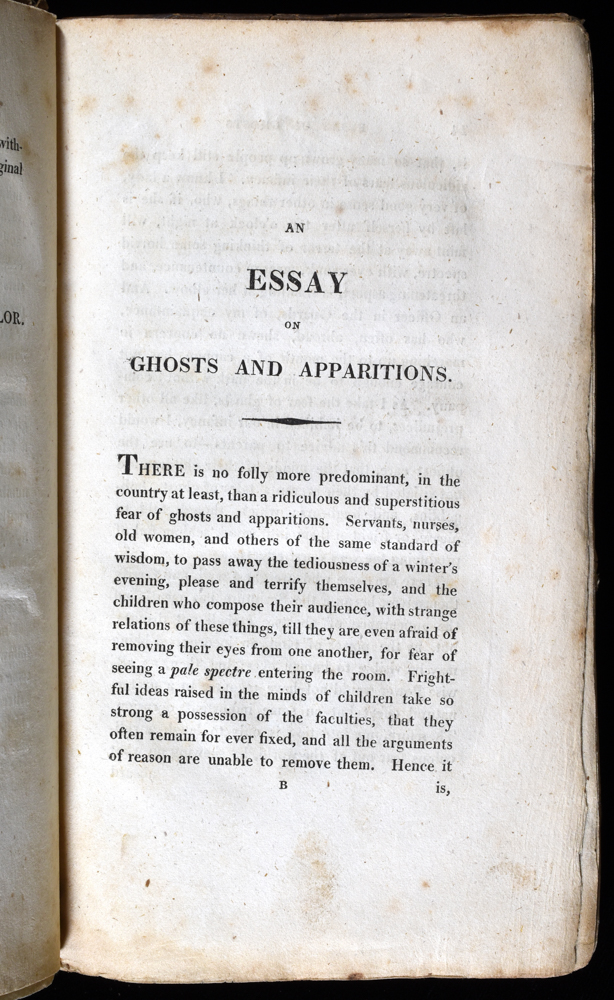 with-
ginal
LOR.
AN
ESSAY
ON
GHOSTS AND APPARITIONS.
THERE is no folly more predominant, in the
country at least, than a ridiculous and superstitious
fear of ghosts and apparitions. Servants, nurses,
old women, and others of the same standard of
wisdom, to pass away the tediousness of a winter's
evening, please and terrify themselves, and the
children who compose their audience, with strange
relations of these things, till they are even afraid of
removing their eyes from one another, for fear of
seeing a pale spectre entering the room. Fright-
ful ideas raised in the minds of children take so
strong a possession of the faculties, that they
often remain for ever fixed, and all the arguments
of reason are unable to remove them. Hence it
B is,